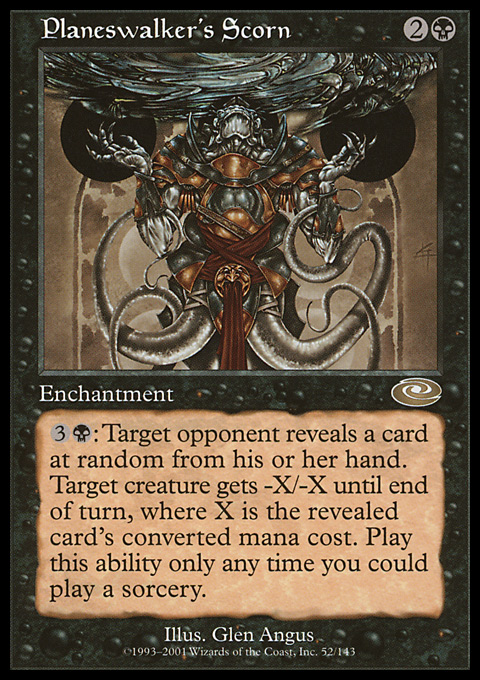 Planeswalker's Scorn 2
Enchantment
3 : Target opponent reveals a card
at random from his or her hand.
Target creature gets -X/-X until end
of turn, where X is the revealed
card's converted mana cost. Play
this ability only any time you could
play a sorcery.
Illus. Glen Angus
©1993–2001 Wizards of the Coast, Inc. 52/143